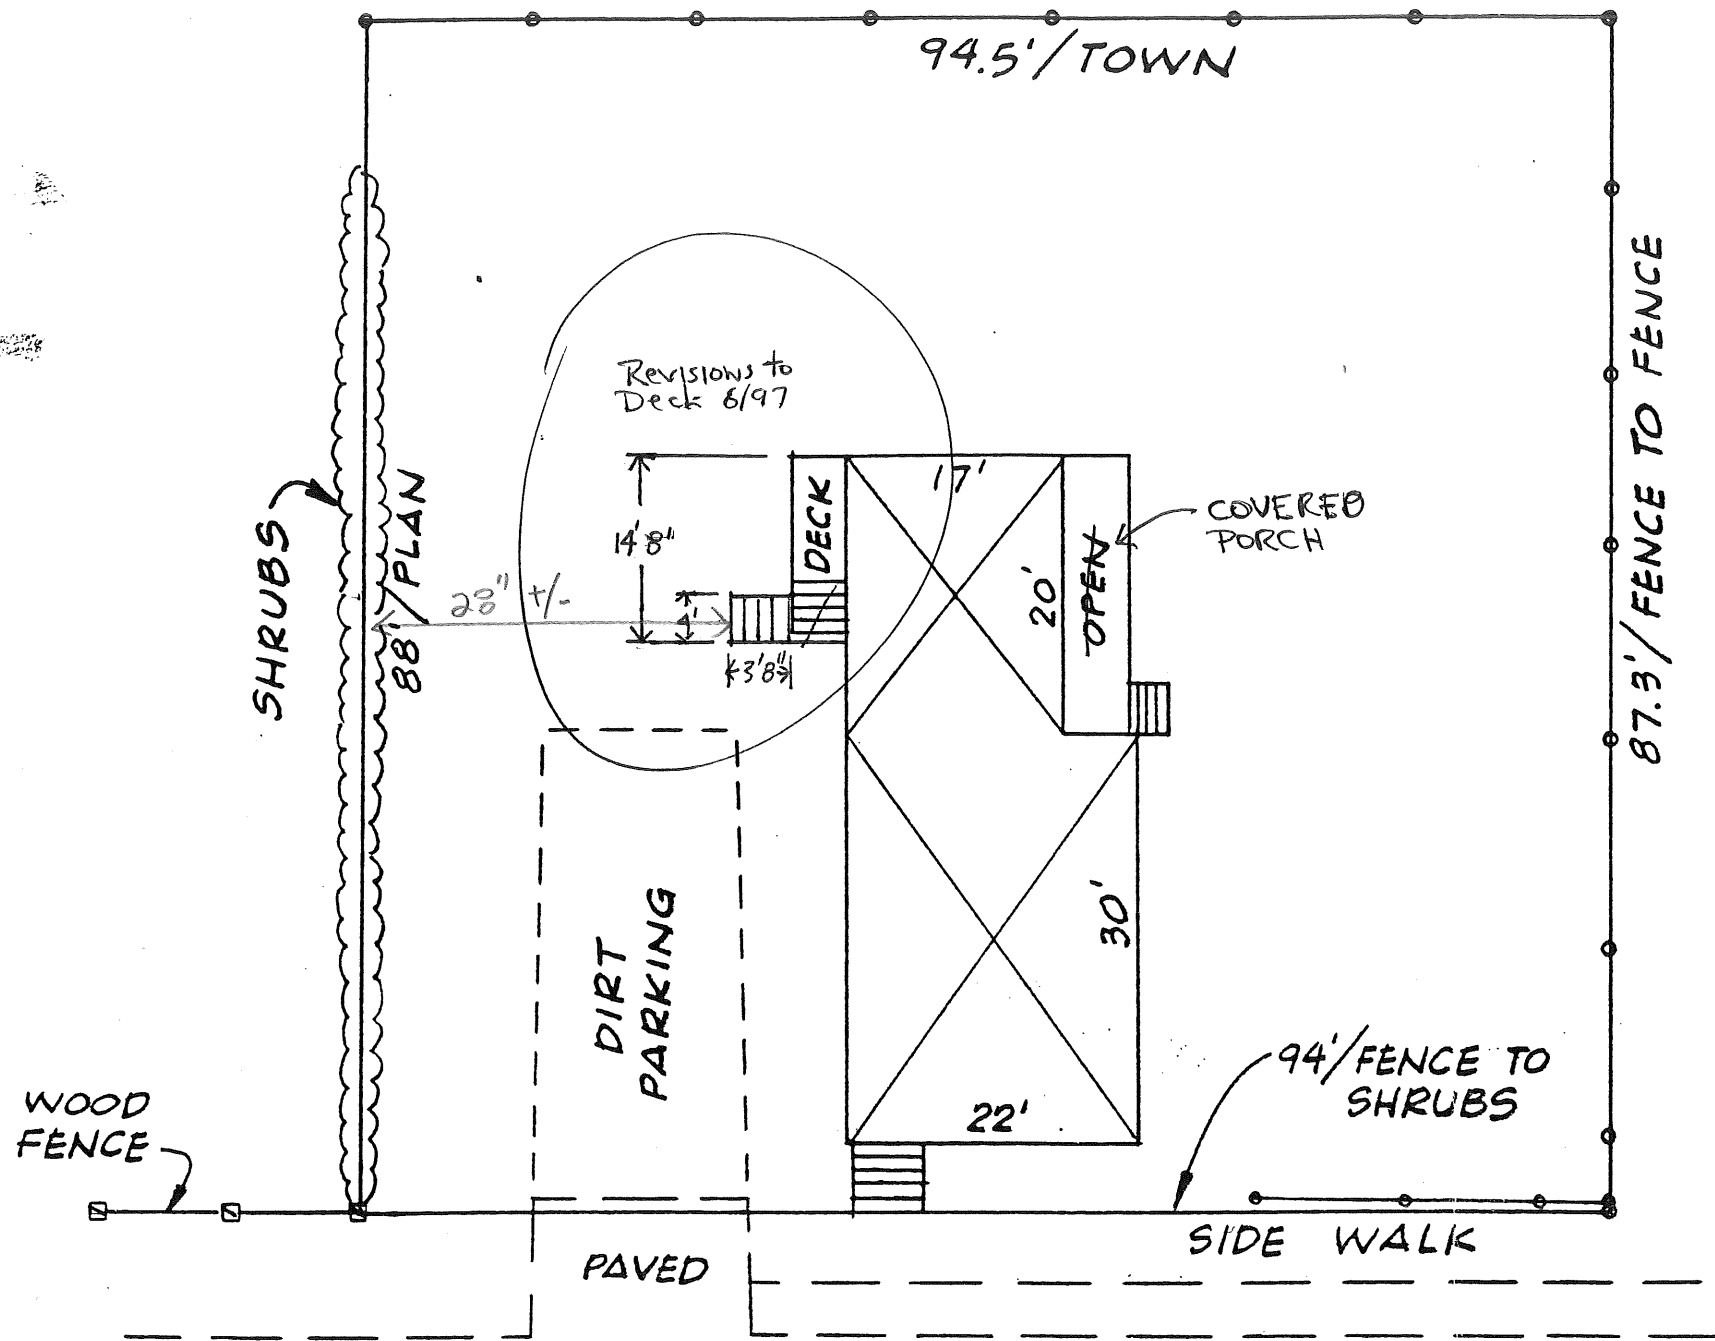 94.5'/TOWN
Revisions to
Deck 6/97
17'
DECK
COVERED
PORCH
14'8"
20'
OPEN
SHRUBS
88'/PLAN
+/-
4'
3'8"
87.3'/FENCE TO FENCE
DIRT
PARKING
30'
22'
94'/FENCE TO
SHRUBS
WOOD
FENCE
SIDE WALK
PAVED